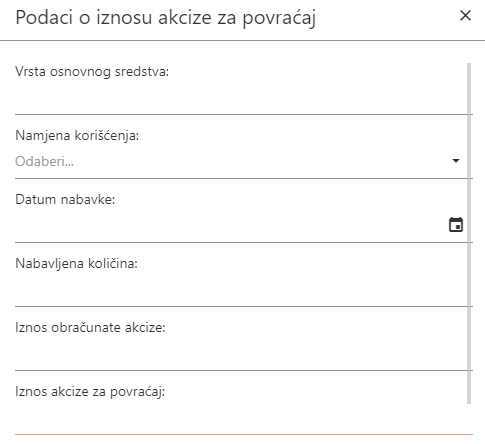 Podaci o iznosu akcize za povraćaj
Vrsta osnovnog sredstva:
Namjena korišćenja:
Odaberi...
Datum nabavke:
Nabavljena količina:
Iznos obračunate akcize:
Iznos akcize za povraćaj: